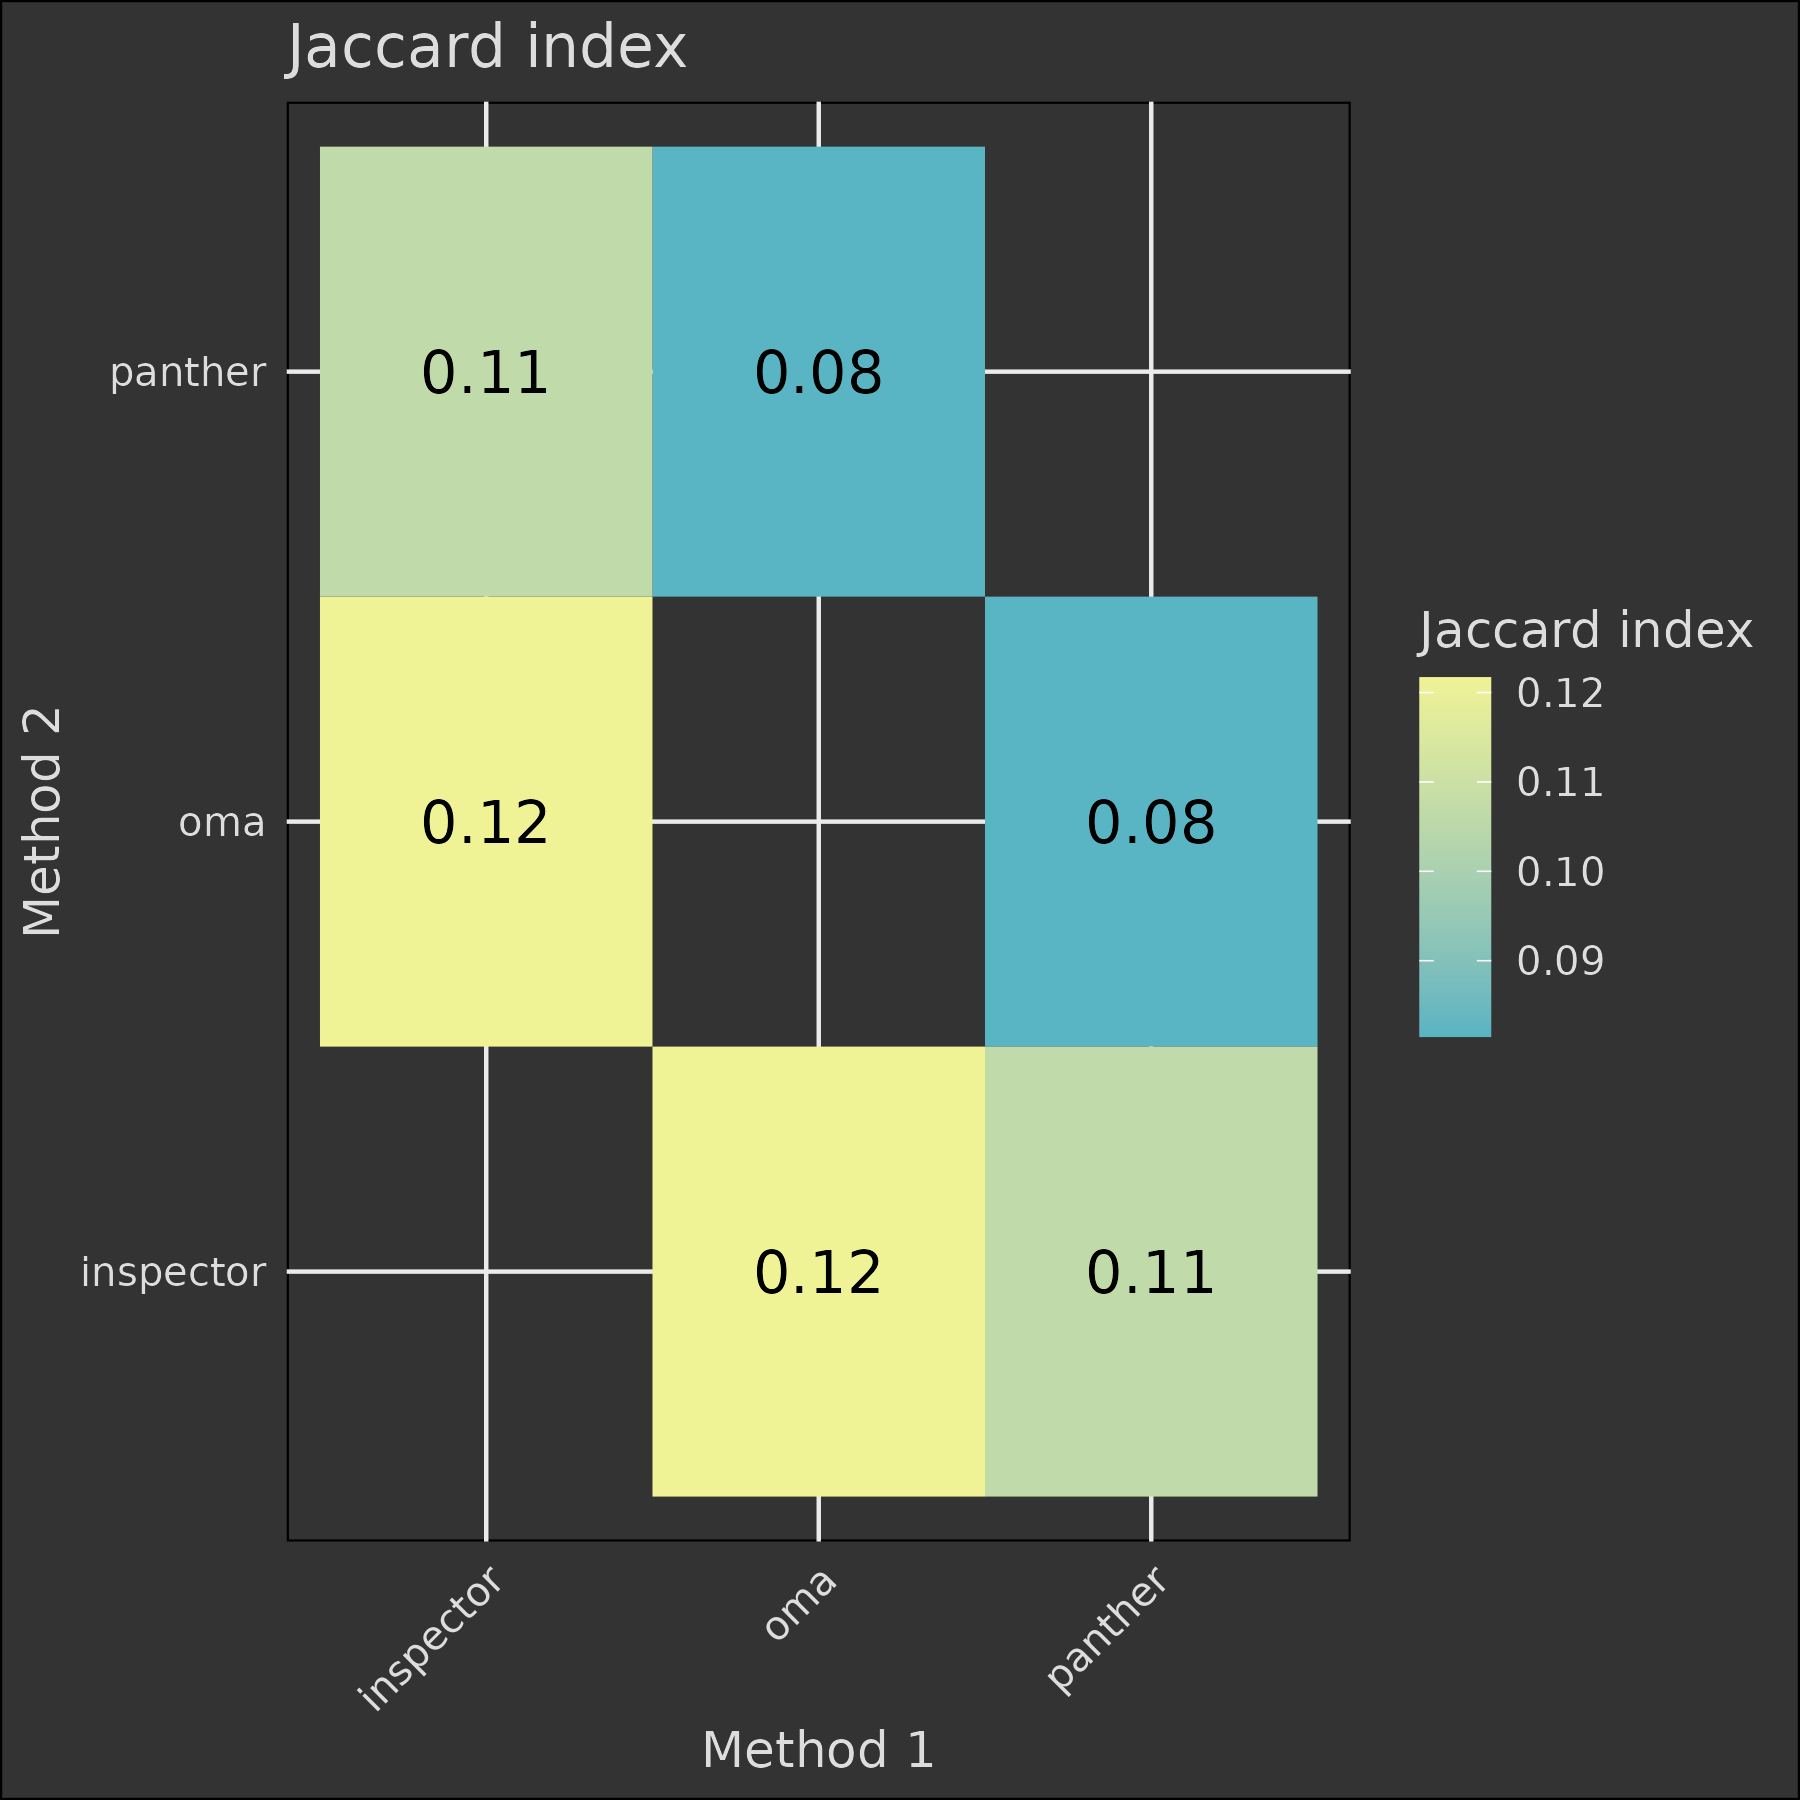 Jaccard index
panther
0.11
0.08
oma
0.12
0.08
inspector
0.12
0.11
inspector
oma
panther
Method 1
Method 2
Jaccard index
0.12
0.11
0.10
0.09